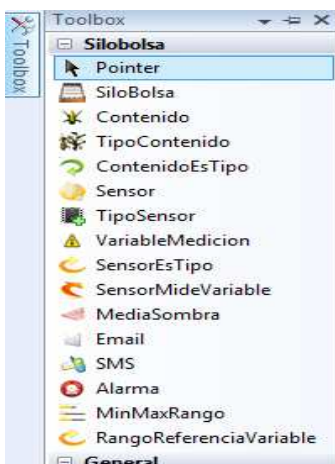 Toolbox
Toolbox
Silobolsa
Pointer
SiloBolsa
Contenido
TipoContenido
ContenidoEsTipo
Sensor
TipoSensor
VariableMedicion
SensorEsTipo
SensorMideVariable
MediaSombra
Email
SMS
Alarma
MinMaxRango
RangoReferenciaVariable
General